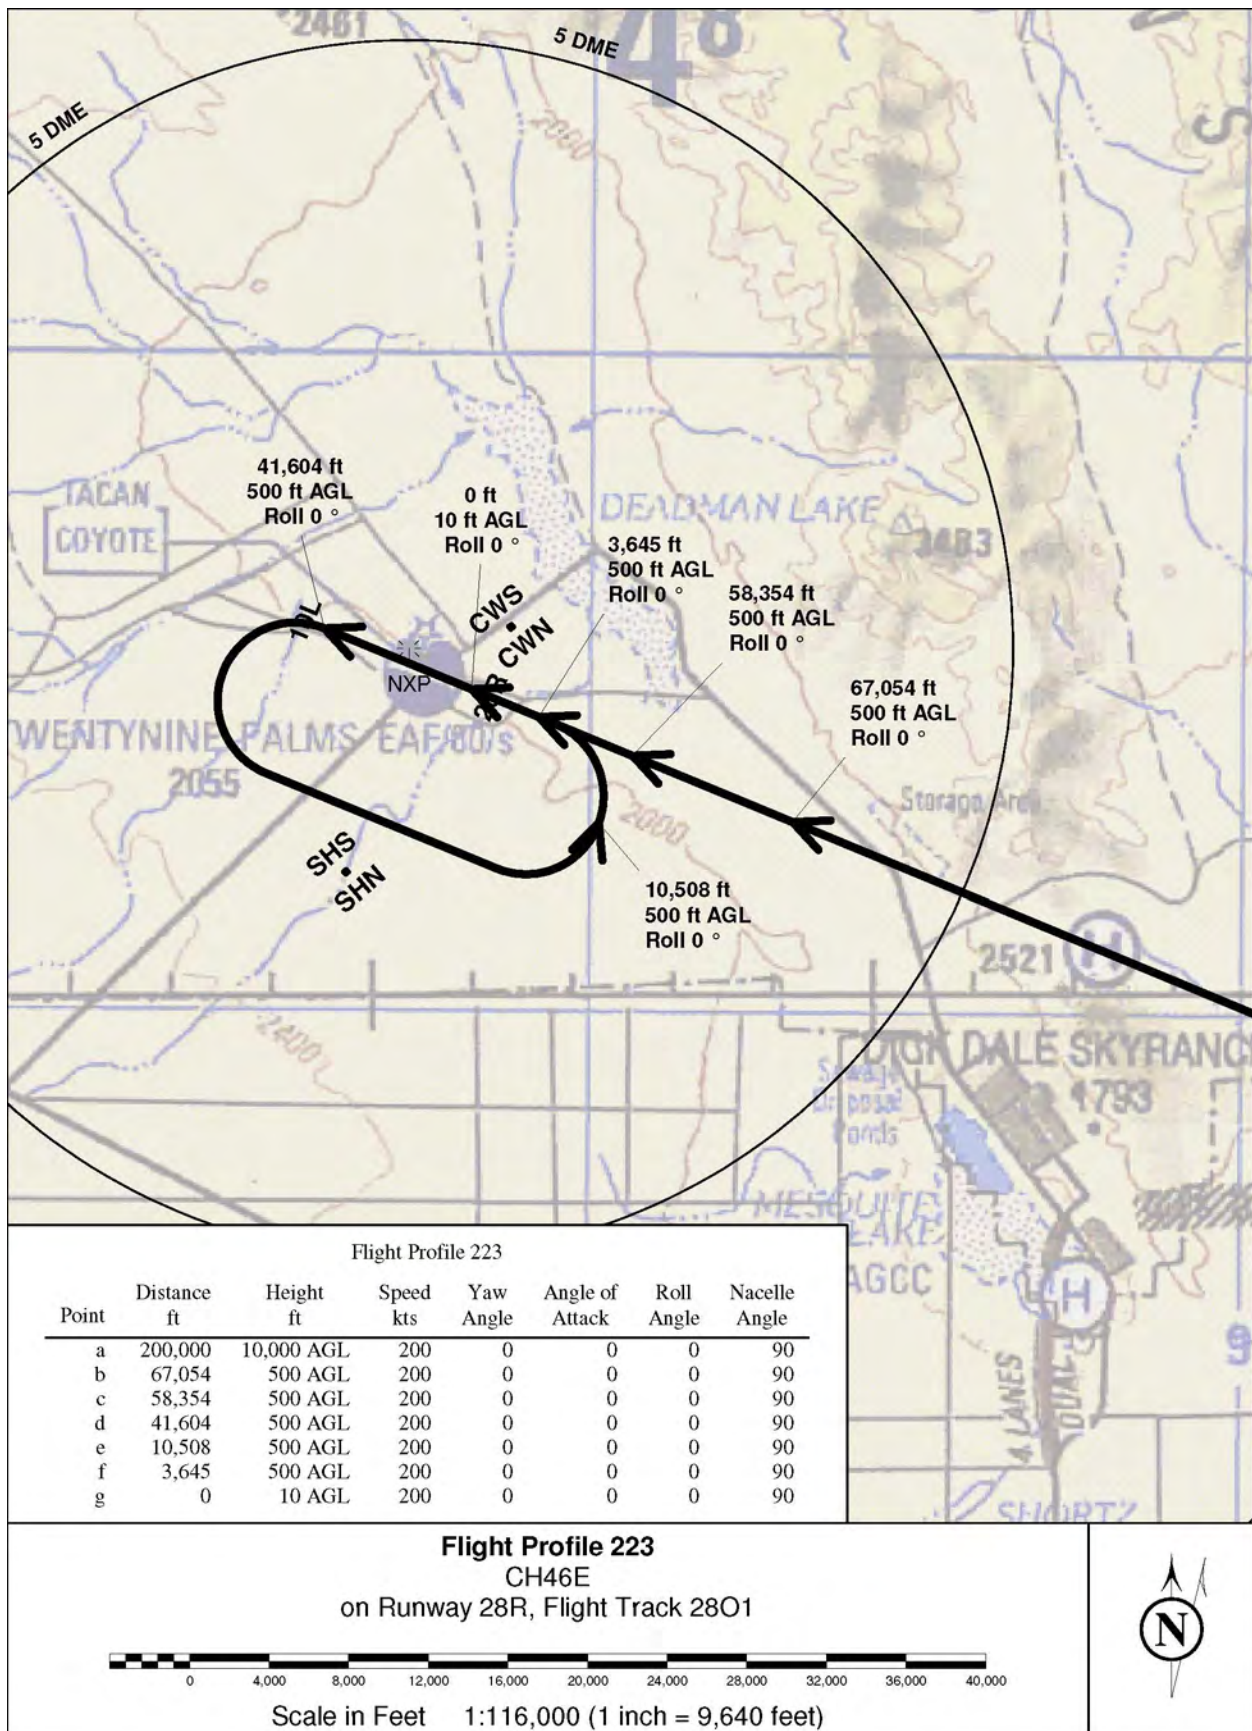 2461
5 DME
48
5 DME
2000
41,604 ft
500 ft AGL
Roll 0 °
0 ft
10 ft AGL
Roll 0 °
TACAN
COYOTE
DEADMAN LAKE
3483
3,645 ft
500 ft AGL
Roll 0 °
58,354 ft
500 ft AGL
Roll 0 °
CWS
CWN
10L
NXP
67,054 ft
500 ft AGL
Roll 0 °
WENTYNINE PALMS EAF/80/s
2055
Storage Area
2000
SHS
SHN
10,508 ft
500 ft AGL
Roll 0 °
2521
H
2400
DICK DALE SKYRANC
1793
Sewage
Disposal
Ponds
MESQUITE
LAKE
AGCC
H
9
4 LANES
DUAL
SHORTZ
Flight Profile 223
Point Distance ft Height ft Speed kts Yaw Angle Angle of Attack Roll Angle Nacelle Angle
a 200,000 10,000 AGL 200 0 0 0 90
b 67,054 500 AGL 200 0 0 0 90
c 58,354 500 AGL 200 0 0 0 90
d 41,604 500 AGL 200 0 0 0 90
e 10,508 500 AGL 200 0 0 0 90
f 3,645 500 AGL 200 0 0 0 90
g 0 10 AGL 200 0 0 0 90
Flight Profile 223
CH46E
on Runway 28R, Flight Track 28O1
0 4,000 8,000 12,000 16,000 20,000 24,000 28,000 32,000 36,000 40,000
Scale in Feet 1:116,000 (1 inch = 9,640 feet)
N